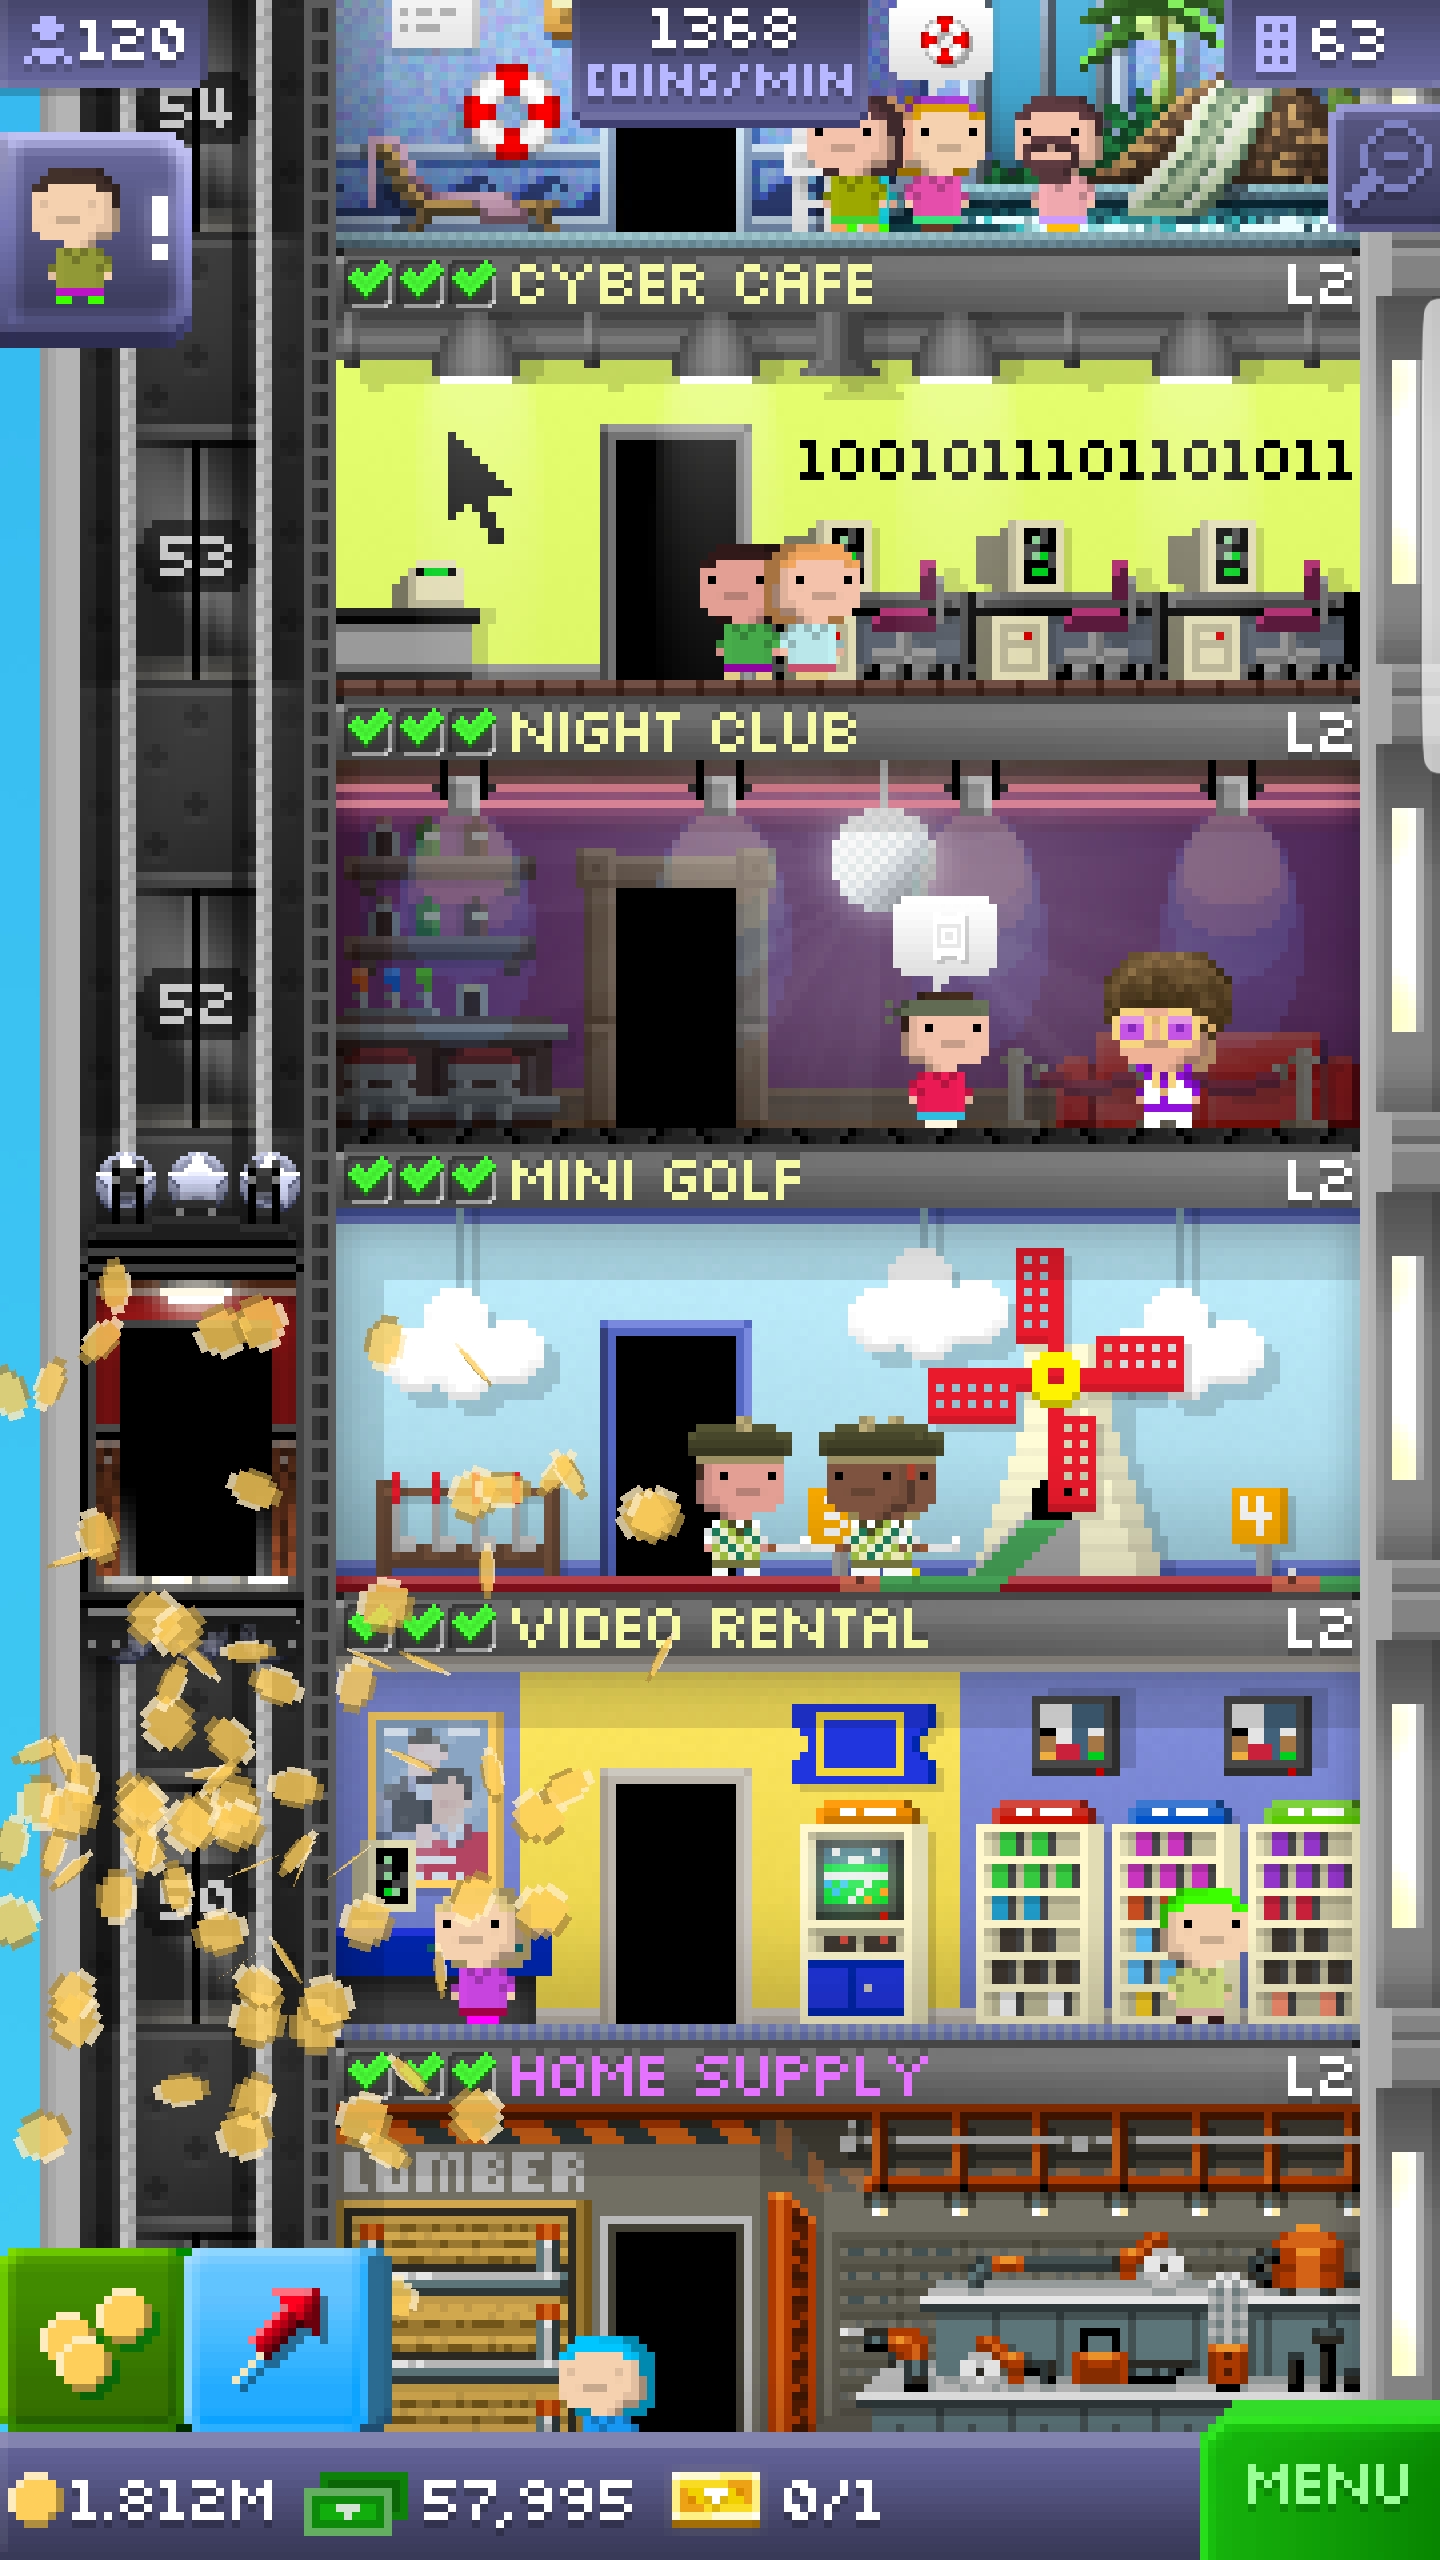 120
1368
COINS/MIN
63
54
!
CYBER CAFE L2
1001011101101011
53
NIGHT CLUB L2
52
MINI GOLF L2
4
VIDEO RENTAL L2
HOME SUPPLY L2
LUMBER
1.812M 57,995 0/1
MENU